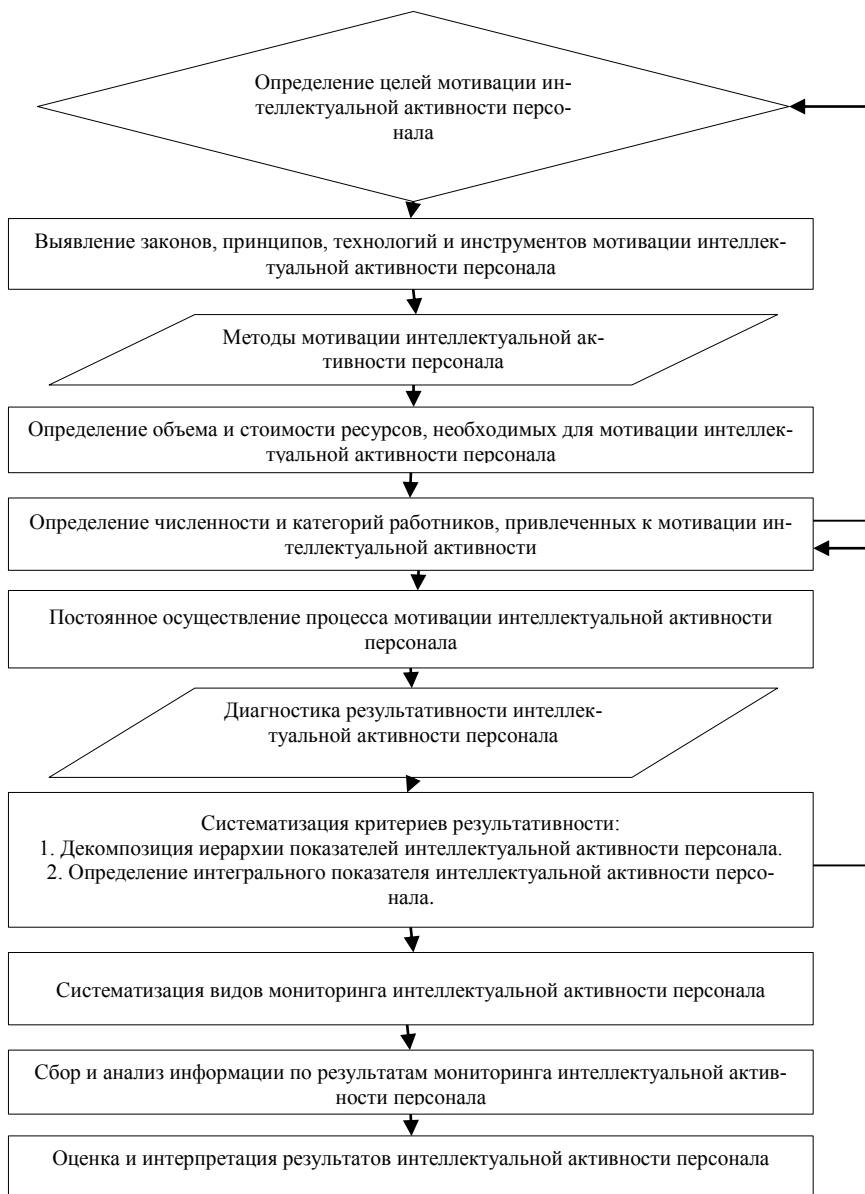 Определение целей мотивации ин-
теллектуальной активности персо-
нала
Выявление законов, принципов, технологий и инструментов мотивации интеллек-
туальной активности персонала
Методы мотивации интеллектуальной ак-
тивности персонала
Определение объема и стоимости ресурсов, необходимых для мотивации интеллек-
туальной активности персонала
Определение численности и категорий работников, привлеченных к мотивации ин-
теллектуальной активности
Постоянное осуществление процесса мотивации интеллектуальной активности
персонала
Диагностика результативности интеллек-
туальной активности персонала
Систематизация критериев результативности:
1. Декомпозиция иерархии показателей интеллектуальной активности персонала.
2. Определение интегрального показателя интеллектуальной активности персо-
нала.
Систематизация видов мониторинга интеллектуальной активности персонала
Сбор и анализ информации по результатам мониторинга интеллектуальной актив-
ности персонала
Оценка и интерпретация результатов интеллектуальной активности персонала